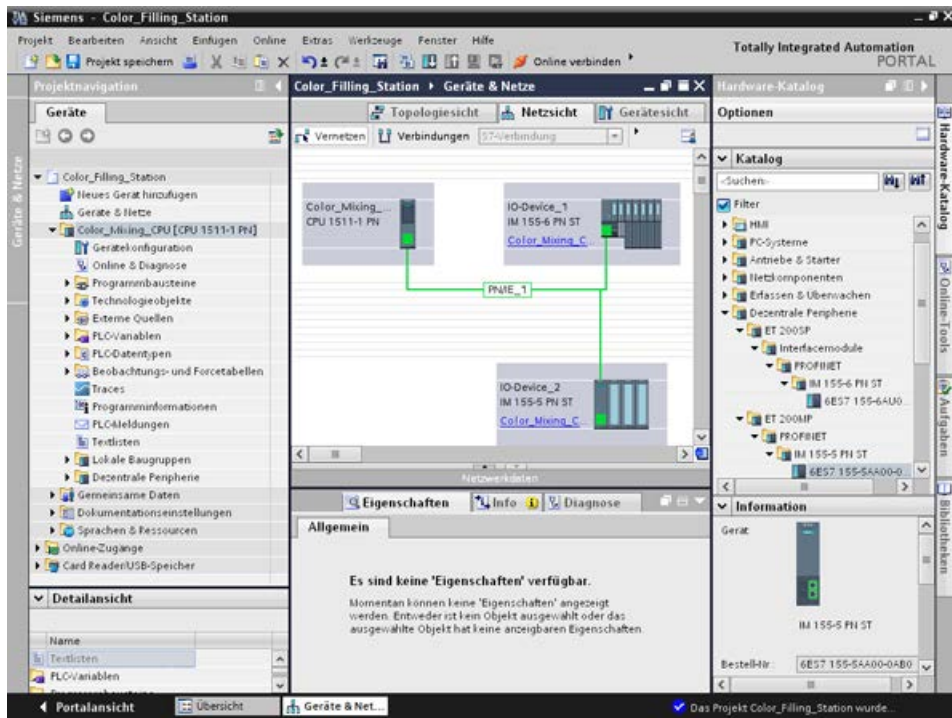 Siemens - Color_Filling_Station
Projekt Bearbeiten Ansicht Einfügen Online Extras Werkzeuge Fenster Hilfe
Totally Integrated Automation
PORTAL
Projekt speichern
Online verbinden
Projektnavigation
Geräte
Geräte & Netze
Color_Filling_Station
Neues Gerät hinzufügen
Geräte & Netze
Color_Mixing_CPU [CPU 1511-1 PN]
Gerätekonfiguration
Online & Diagnose
Programmbausteine
Technologieobjekte
Externe Quellen
PLC-Variablen
PLC-Datentypen
Beobachtungs- und Forcetabellen
Traces
Programminformationen
PLC-Meldungen
Textlisten
Lokale Baugruppen
Dezentrale Peripherie
Gemeinsame Daten
Dokumentationseinstellungen
Sprachen & Ressourcen
Online-Zugänge
Card Reader/USB-Speicher
Detailansicht
Name
Textlisten
PLC-Variablen
Color_Filling_Station Geräte & Netze
Topologiesicht Netzsicht Gerätesicht
Vernetzen Verbindungen S7-Verbindung
Color_Mixing_...
CPU 1511-1 PN
IO-Device_1
IM 155-6 PN ST
Color_Mixing_C...
PN/IE_1
IO-Device_2
IM 155-5 PN ST
Color_Mixing_C...
Netzwerkdaten
Eigenschaften Info Diagnose
Allgemein
Es sind keine 'Eigenschaften' verfügbar.
Momentan können keine 'Eigenschaften' angezeigt
werden. Entweder ist kein Objekt ausgewählt oder das
ausgewählte Objekt hat keine anzeigbaren Eigenschaften.
Hardware-Katalog
Optionen
Katalog
<Suchen>
Filter
HMI
PC-Systeme
Antriebe & Starter
Netzkomponenten
Erfassen & Überwachen
Dezentrale Peripherie
ET 200SP
Interfacemodule
PROFINET
IM 155-6 PN ST
6ES7 155-6AU0...
ET 200MP
PROFINET
IM 155-5 PN ST
6ES7 155-5AA00-0...
Information
Gerät:
IM 155-5 PN ST
Bestell-Nr.: 6ES7 155-5AA00-0AB0
Hardware-Katalog
Online-Tools
Aufgaben
Bibliotheken
Portalansicht Übersicht Geräte & Net...
Das Projekt Color_Filling_Station wurde...